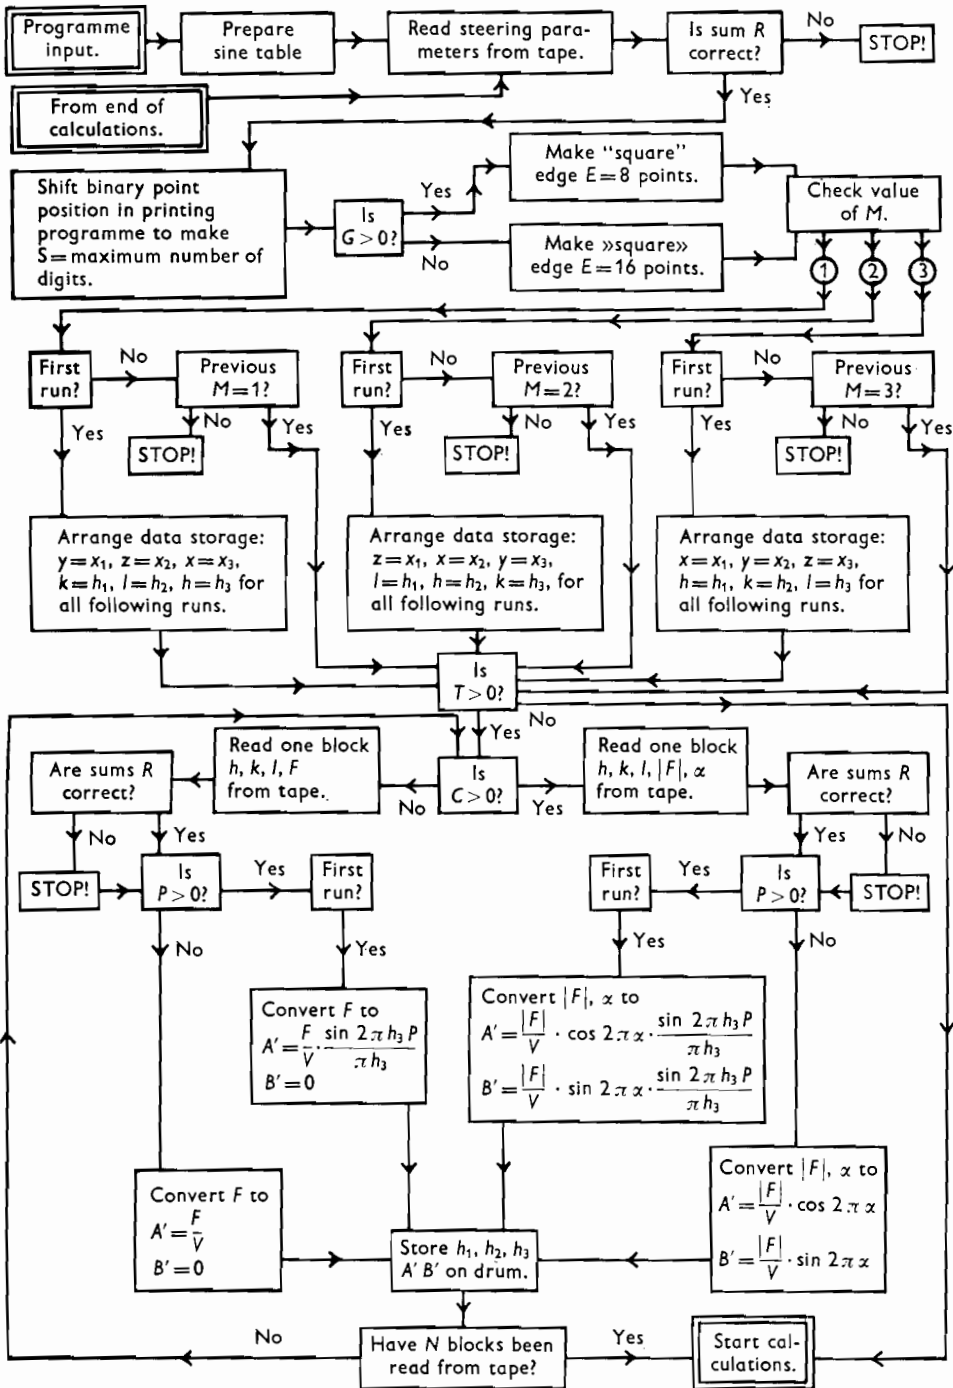 Programme
input.
Prepare
sine table
Read steering para-
meters from tape.
Is sum R
correct?
No
STOP!
From end of
calculations.
Yes
Shift binary point
position in printing
programme to make
S=maximum number of
digits.
Is
G>0?
Yes
No
Make "square"
edge E=8 points.
Make »square»
edge E=16 points.
Check value
of M.
1
2
3
First
run?
No
Previous
M=1?
Yes
No
Yes
STOP!
First
run?
No
Previous
M=2?
Yes
No
Yes
STOP!
First
run?
No
Previous
M=3?
Yes
No
Yes
STOP!
Arrange data storage:
y=x₁, z=x₂, x=x₃,
k=h₁, l=h₂, h=h₃ for
all following runs.
Arrange data storage:
z=x₁, x=x₂, y=x₃,
l=h₁, h=h₂, k=h₃, for
all following runs.
Arrange data storage:
x=x₁, y=x₂, z=x₃,
h=h₁, k=h₂, l=h₃ for
all following runs.
Is
T>0?
No
Yes
Is
C>0?
No
Yes
Read one block
h, k, l, F
from tape.
Are sums R
correct?
No
Yes
STOP!
Is
P>0?
Yes
First
run?
No
Yes
Read one block
h, k, l, |F|, α
from tape.
Are sums R
correct?
Yes
No
STOP!
Is
P>0?
Yes
First
run?
Yes
No
Convert F to
A'=F/V · sin 2πh₃P/πh₃
B'=0
Convert |F|, α to
A'=|F|/V · cos 2πα · sin 2πh₃P/πh₃
B'=|F|/V · sin 2πα · sin 2πh₃P/πh₃
Convert F to
A'=F/V
B'=0
Convert |F|, α to
A'=|F|/V · cos 2πα
B'=|F|/V · sin 2πα
Store h₁, h₂, h₃
A' B' on drum.
Have N blocks been
read from tape?
No
Yes
Start cal-
culations.